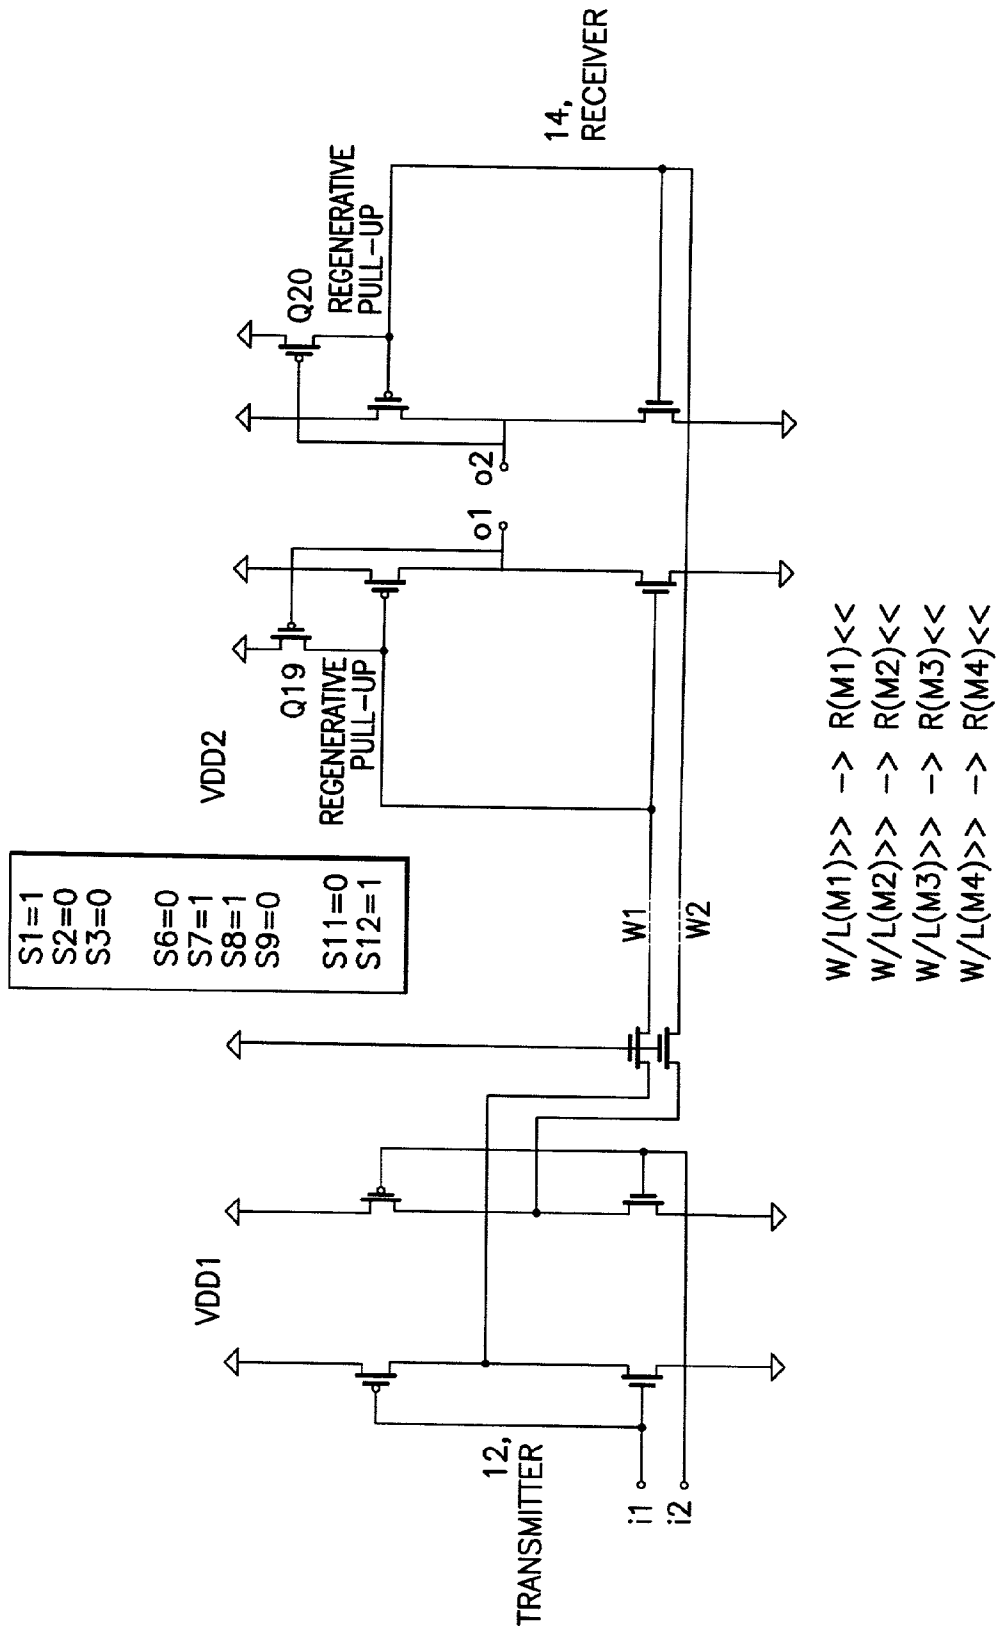 12,
TRANSMITTER
i1
i2
VDD1
S1=1
S2=0
S3=0
S6=0
S7=1
S8=1
S9=0
S11=0
S12=1
W1
W2
VDD2
Q19
REGENERATIVE
PULL-UP
o1
o2
Q20
REGENERATIVE
PULL-UP
14,
RECEIVER
W/L(M1)>> -> R(M1)<<
W/L(M2)>> -> R(M2)<<
W/L(M3)>> -> R(M3)<<
W/L(M4)>> -> R(M4)<<